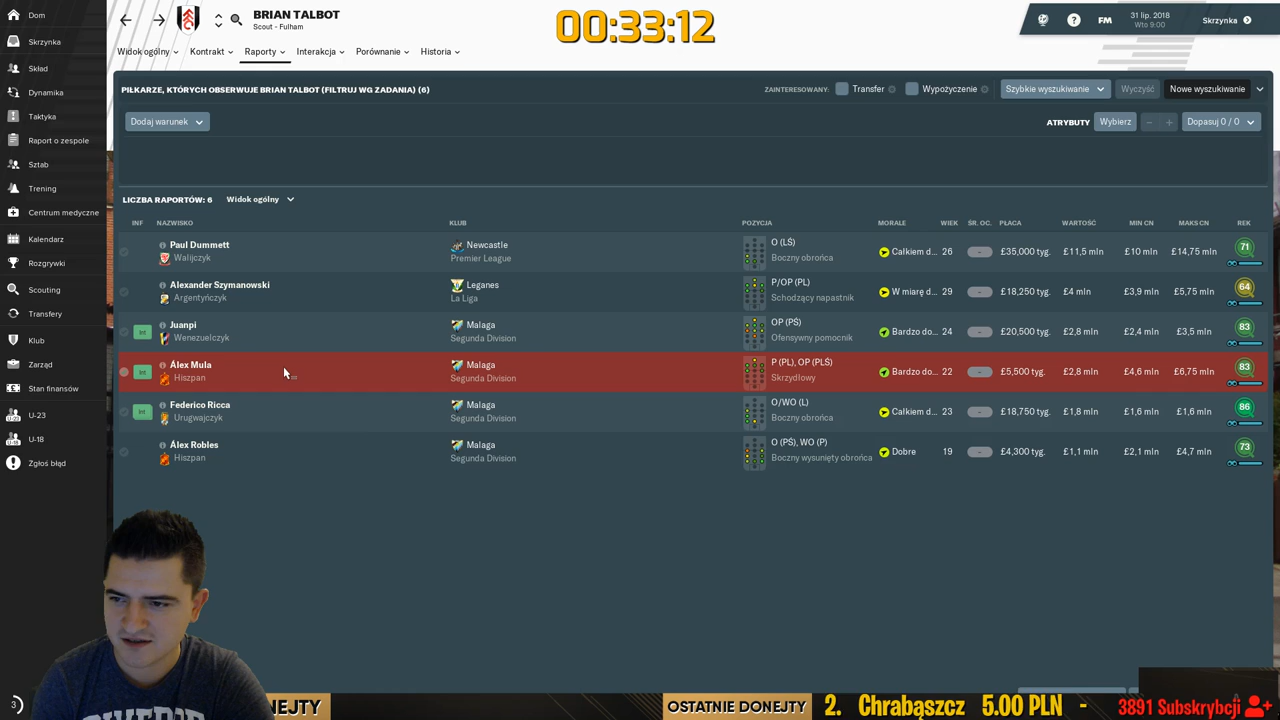 Dom
Skrzynka
Skład
Dynamika
Taktyka
Raport o zespole
Sztab
Trening
Centrum medyczne
Kalendarz
Rozgrywki
Scouting
Transfery
Klub
Zarząd
Stan finansów
U-23
U-18
Zgłoś błąd
BRIAN TALBOT
Scout - Fulham
00:33:12
31 lip. 2018
Wto 9:00
FM
Skrzynka
Widok ogólny Kontrakt Raporty Interakcja Porównanie Historia
PIŁKARZE, KTÓRYCH OBSERWUJE BRIAN TALBOT (FILTRUJ WG ZADANIA) (6)
ZAINTERESOWANY: Transfer Wypożyczenie Szybkie wyszukiwanie Wyczyść Nowe wyszukiwanie
Dodaj warunek ATRYBUTY Wybierz - + Dopasuj 0 / 0
LICZBA RAPORTÓW: 6 Widok ogólny
INF NAZWISKO KLUB POZYCJA MORALE WIEK ŚR. OC. PŁACA WARTOŚĆ MIN CN MAKS CN REK
Paul Dummett Newcastle O (LŚ) Całkiem d... 26 - £35,000 tyg. £11,5 mln £10 mln £14,75 mln 71
Walijczyk Premier League Boczny obrońca
Alexander Szymanowski Leganes P/OP (PL) W miarę d... 29 - £18,250 tyg. £4 mln £3,9 mln £5,75 mln 64
Argentyńczyk La Liga Schodzący napastnik
Int Juanpi Malaga OP (PŚ) Bardzo do... 24 - £20,500 tyg. £2,8 mln £2,4 mln £3,5 mln 83
Wenezuelczyk Segunda Division Ofensywny pomocnik
Int Álex Mula Malaga P (PL), OP (PLŚ) Bardzo do... 22 - £5,500 tyg. £2,8 mln £4,6 mln £6,75 mln 83
Hiszpan Segunda Division Skrzydłowy
Int Federico Ricca Malaga O/WO (L) Całkiem d... 23 - £18,750 tyg. £1,8 mln £1,6 mln £1,6 mln 86
Urugwajczyk Segunda Division Boczny obrońca
Álex Robles Malaga O (PŚ), WO (P) Dobre 19 - £4,300 tyg. £1,1 mln £2,1 mln £4,7 mln 73
Hiszpan Segunda Division Boczny wysunięty obrońca
3
NEJTY
OSTATNIE DONEJTY 2. Chrabąszcz 5.00 PLN - 3891 Subskrybcji